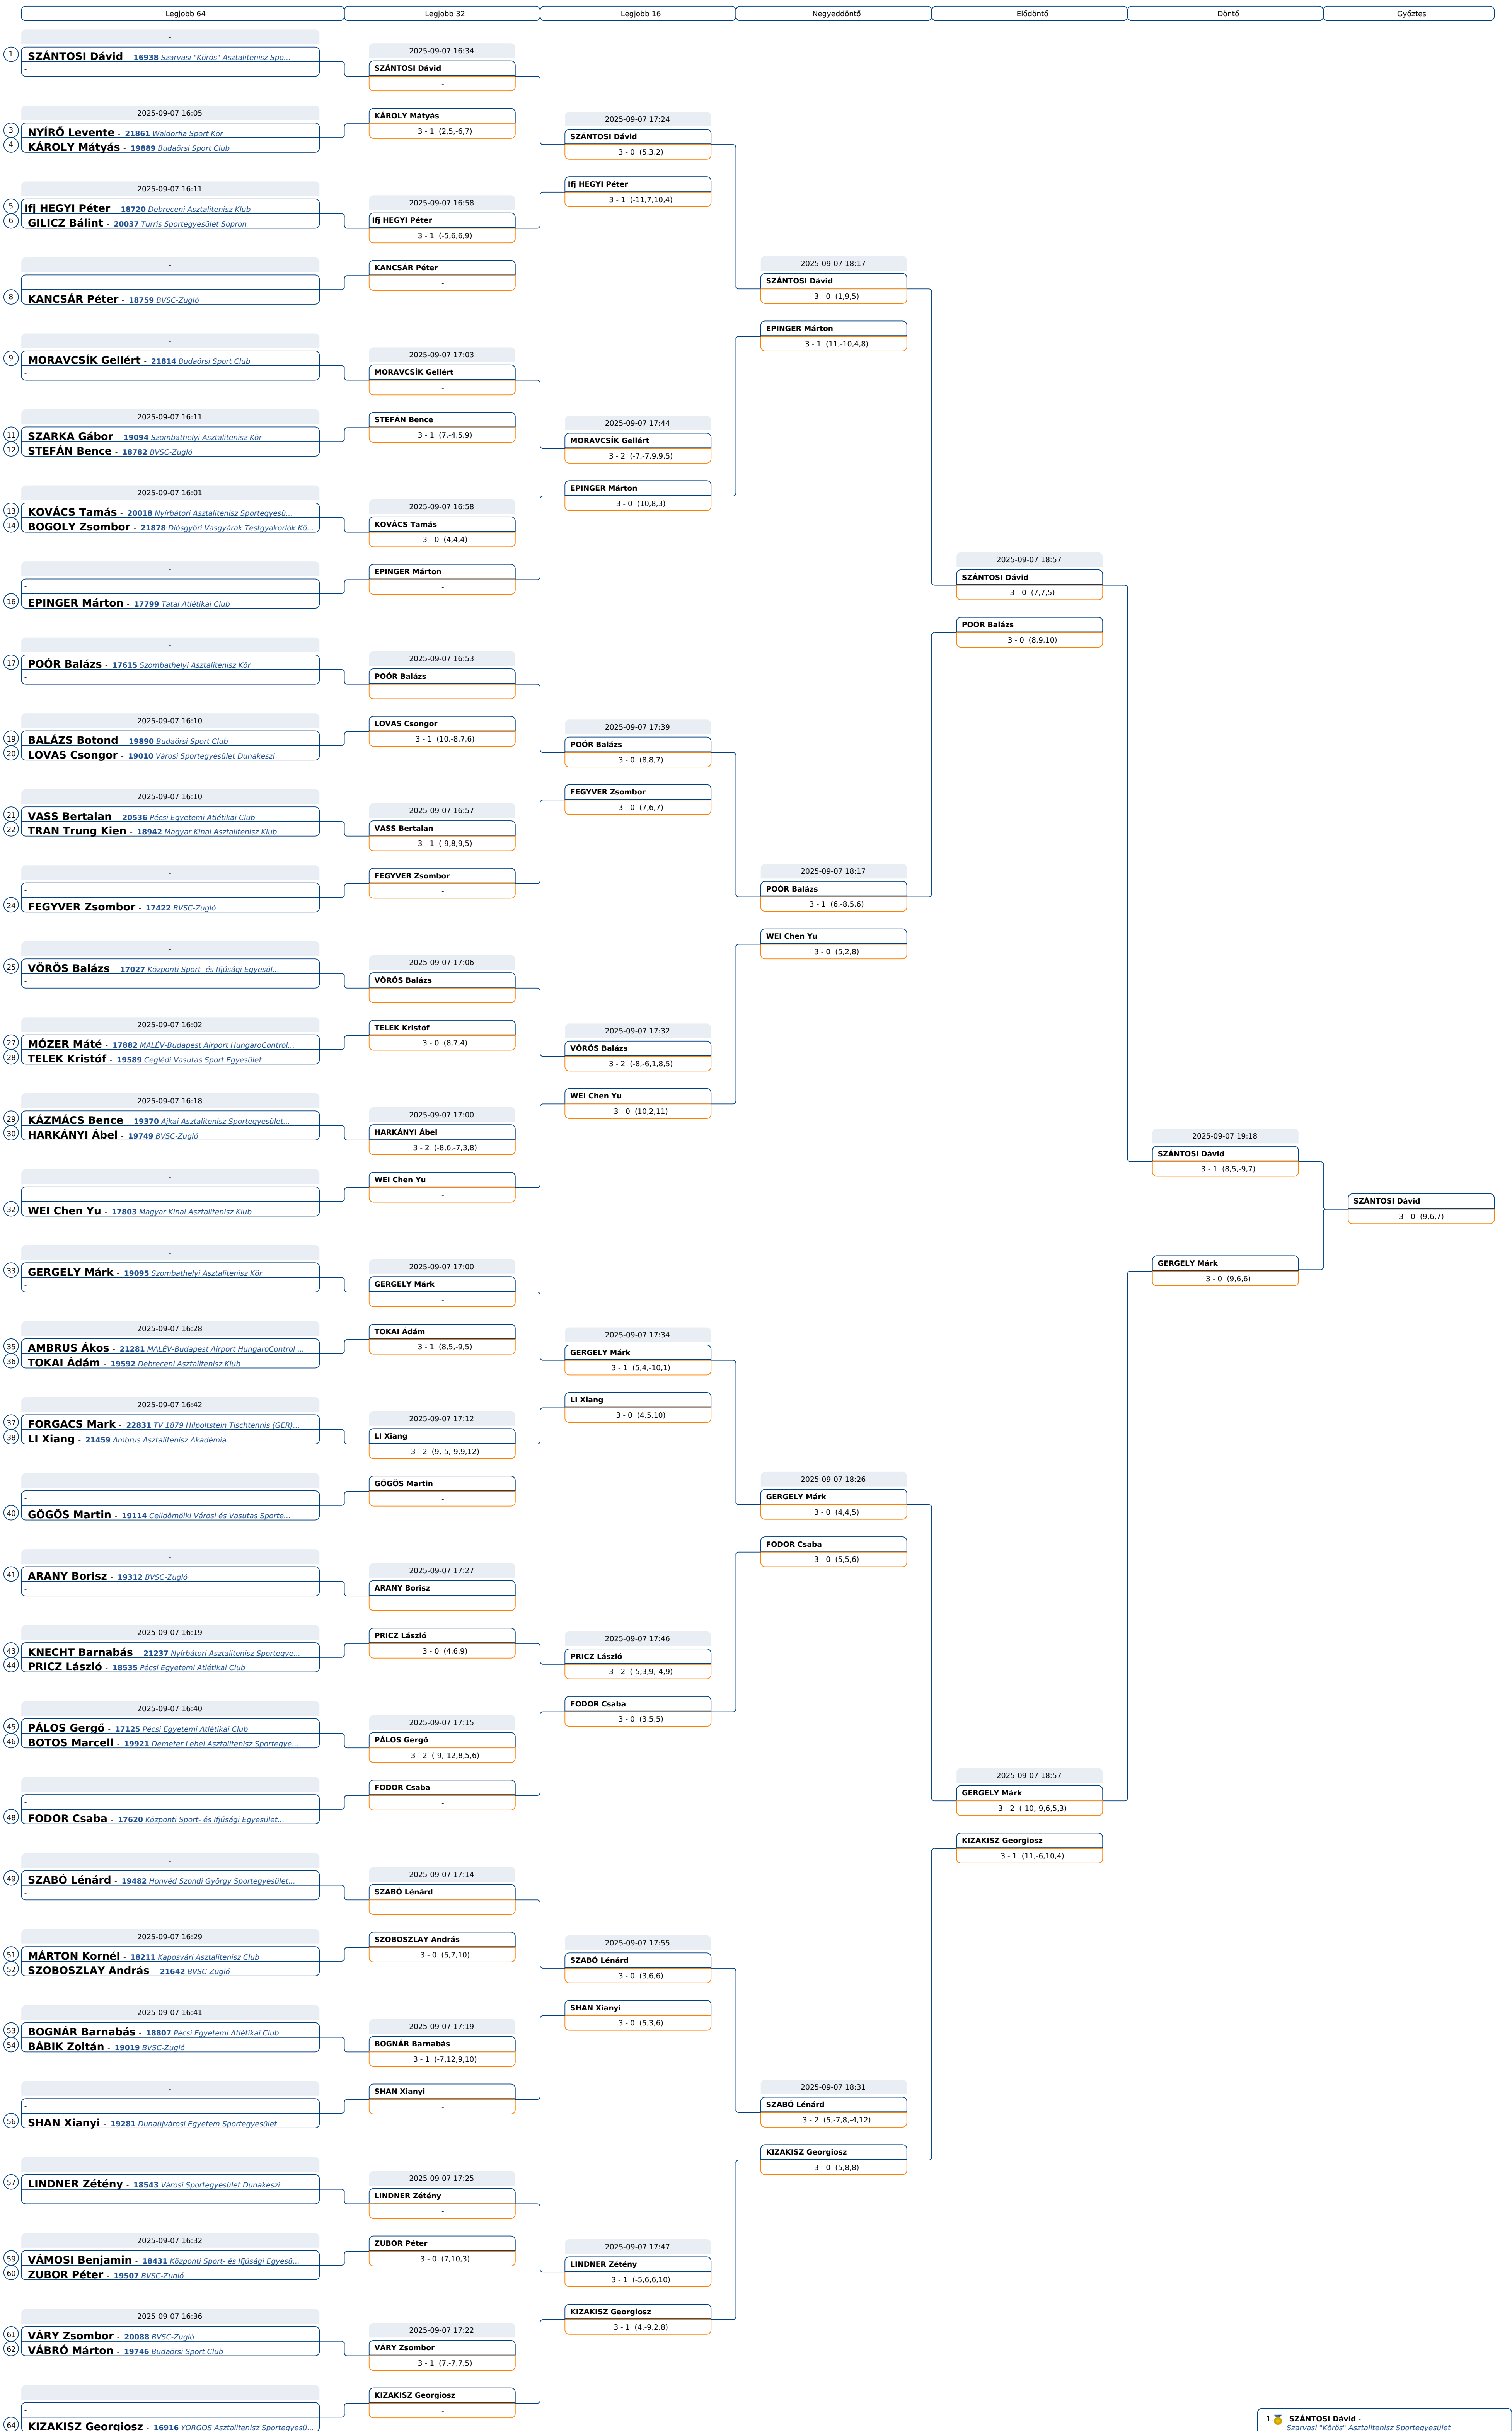 Legjobb 64
Legjobb 32
Legjobb 16
Negyeddöntő
Elődöntő
Döntő
Győztes
-
1 SZÁNTOSI Dávid - 16938 Szarvasi "Körös" Asztalitenisz Spo...
-
2025-09-07 16:05
3 NYÍRŐ Levente - 21861 Waldorfia Sport Kör
4 KÁROLY Mátyás - 19889 Budaörsi Sport Club
2025-09-07 16:11
5 Ifj HEGYI Péter - 18720 Debreceni Asztalitenisz Klub
6 GILICZ Bálint - 20037 Turris Sportegyesület Sopron
-
-
8 KANCSÁR Péter - 18759 BVSC-Zugló
-
9 MORAVCSÍK Gellért - 21814 Budaörsi Sport Club
-
2025-09-07 16:11
11 SZARKA Gábor - 19094 Szombathelyi Asztalitenisz Kör
12 STEFÁN Bence - 18782 BVSC-Zugló
2025-09-07 16:01
13 KOVÁCS Tamás - 20018 Nyírbátori Asztalitenisz Sportegyesü...
14 BOGOLY Zsombor - 21878 Diósgyőri Vasgyárak Testgyakorlók Kö...
-
-
16 EPINGER Márton - 17799 Tatai Atlétikai Club
-
17 POÓR Balázs - 17615 Szombathelyi Asztalitenisz Kör
-
2025-09-07 16:10
19 BALÁZS Botond - 19890 Budaörsi Sport Club
20 LOVAS Csongor - 19010 Városi Sportegyesület Dunakeszi
2025-09-07 16:10
21 VASS Bertalan - 20536 Pécsi Egyetemi Atlétikai Club
22 TRAN Trung Kien - 18942 Magyar Kínai Asztalitenisz Klub
-
-
24 FEGYVER Zsombor - 17422 BVSC-Zugló
-
25 VÖRÖS Balázs - 17027 Központi Sport- és Ifjúsági Egyesül...
-
2025-09-07 16:02
27 MÓZER Máté - 17882 MALÉV-Budapest Airport HungaroControl...
28 TELEK Kristóf - 19589 Ceglédi Vasutas Sport Egyesület
2025-09-07 16:18
29 KÁZMÁCS Bence - 19370 Ajkai Asztalitenisz Sportegyesület...
30 HARKÁNYI Ábel - 19749 BVSC-Zugló
-
-
32 WEI Chen Yu - 17803 Magyar Kínai Asztalitenisz Klub
-
33 GERGELY Márk - 19095 Szombathelyi Asztalitenisz Kör
-
2025-09-07 16:28
35 AMBRUS Ákos - 21281 MALÉV-Budapest Airport HungaroControl ...
36 TOKAI Ádám - 19592 Debreceni Asztalitenisz Klub
2025-09-07 16:42
37 FORGACS Mark - 22831 TV 1879 Hilpoltstein Tischtennis (GER)...
38 LI Xiang - 21459 Ambrus Asztalitenisz Akadémia
-
-
40 GŐGÖS Martin - 19114 Celldömölki Városi és Vasutas Sporte...
-
41 ARANY Borisz - 19312 BVSC-Zugló
-
2025-09-07 16:19
43 KNECHT Barnabás - 21237 Nyírbátori Asztalitenisz Sportegye...
44 PRICZ László - 18535 Pécsi Egyetemi Atlétikai Club
2025-09-07 16:40
45 PÁLOS Gergő - 17125 Pécsi Egyetemi Atlétikai Club
46 BOTOS Marcell - 19921 Demeter Lehel Asztalitenisz Sportegye...
-
-
48 FODOR Csaba - 17620 Központi Sport- és Ifjúsági Egyesület...
-
49 SZABÓ Lénárd - 19482 Honvéd Szondi György Sportegyesület...
-
2025-09-07 16:29
51 MÁRTON Kornél - 18211 Kaposvári Asztalitenisz Club
52 SZOBOSZLAY András - 21642 BVSC-Zugló
2025-09-07 16:41
53 BOGNÁR Barnabás - 18807 Pécsi Egyetemi Atlétikai Club
54 BÁBIK Zoltán - 19019 BVSC-Zugló
-
-
56 SHAN Xianyi - 19281 Dunaújvárosi Egyetem Sportegyesület
-
57 LINDNER Zétény - 18543 Városi Sportegyesület Dunakeszi
-
2025-09-07 16:32
59 VÁMOSI Benjamin - 18431 Központi Sport- és Ifjúsági Egyesü...
60 ZUBOR Péter - 19507 BVSC-Zugló
2025-09-07 16:36
61 VÁRY Zsombor - 20088 BVSC-Zugló
62 VÁBRÓ Márton - 19746 Budaörsi Sport Club
-
-
64 KIZAKISZ Georgiosz - 16916 YORGOS Asztalitenisz Sportegyesü...
2025-09-07 16:34
SZÁNTOSI Dávid
-
KÁROLY Mátyás
3 - 1 (2,5,-6,7)
2025-09-07 16:58
Ifj HEGYI Péter
3 - 1 (-5,6,6,9)
KANCSÁR Péter
-
2025-09-07 17:03
MORAVCSÍK Gellért
-
STEFÁN Bence
3 - 1 (7,-4,5,9)
2025-09-07 16:58
KOVÁCS Tamás
3 - 0 (4,4,4)
EPINGER Márton
-
2025-09-07 16:53
POÓR Balázs
-
LOVAS Csongor
3 - 1 (10,-8,7,6)
2025-09-07 16:57
VASS Bertalan
3 - 1 (-9,8,9,5)
FEGYVER Zsombor
-
2025-09-07 17:06
VÖRÖS Balázs
-
TELEK Kristóf
3 - 0 (8,7,4)
2025-09-07 17:00
HARKÁNYI Ábel
3 - 2 (-8,6,-7,3,8)
WEI Chen Yu
-
2025-09-07 17:00
GERGELY Márk
-
TOKAI Ádám
3 - 1 (8,5,-9,5)
2025-09-07 17:12
LI Xiang
3 - 2 (9,-5,-9,9,12)
GŐGÖS Martin
-
2025-09-07 17:27
ARANY Borisz
-
PRICZ László
3 - 0 (4,6,9)
2025-09-07 17:15
PÁLOS Gergő
3 - 2 (-9,-12,8,5,6)
FODOR Csaba
-
2025-09-07 17:14
SZABÓ Lénárd
-
SZOBOSZLAY András
3 - 0 (5,7,10)
2025-09-07 17:19
BOGNÁR Barnabás
3 - 1 (-7,12,9,10)
SHAN Xianyi
-
2025-09-07 17:25
LINDNER Zétény
-
ZUBOR Péter
3 - 0 (7,10,3)
2025-09-07 17:22
VÁRY Zsombor
3 - 1 (7,-7,7,5)
KIZAKISZ Georgiosz
-
2025-09-07 17:24
SZÁNTOSI Dávid
3 - 0 (5,3,2)
Ifj HEGYI Péter
3 - 1 (-11,7,10,4)
2025-09-07 17:44
MORAVCSÍK Gellért
3 - 2 (-7,-7,9,9,5)
EPINGER Márton
3 - 0 (10,8,3)
2025-09-07 17:39
POÓR Balázs
3 - 0 (8,8,7)
FEGYVER Zsombor
3 - 0 (7,6,7)
2025-09-07 17:32
VÖRÖS Balázs
3 - 2 (-8,-6,1,8,5)
WEI Chen Yu
3 - 0 (10,2,11)
2025-09-07 17:34
GERGELY Márk
3 - 1 (5,4,-10,1)
LI Xiang
3 - 0 (4,5,10)
2025-09-07 17:46
PRICZ László
3 - 2 (-5,3,9,-4,9)
FODOR Csaba
3 - 0 (3,5,5)
2025-09-07 17:55
SZABÓ Lénárd
3 - 0 (3,6,6)
SHAN Xianyi
3 - 0 (5,3,6)
2025-09-07 17:47
LINDNER Zétény
3 - 1 (-5,6,6,10)
KIZAKISZ Georgiosz
3 - 1 (4,-9,2,8)
2025-09-07 18:17
SZÁNTOSI Dávid
3 - 0 (1,9,5)
EPINGER Márton
3 - 1 (11,-10,4,8)
2025-09-07 18:17
POÓR Balázs
3 - 1 (6,-8,5,6)
WEI Chen Yu
3 - 0 (5,2,8)
2025-09-07 18:26
GERGELY Márk
3 - 0 (4,4,5)
FODOR Csaba
3 - 0 (5,5,6)
2025-09-07 18:31
SZABÓ Lénárd
3 - 2 (5,-7,8,-4,12)
KIZAKISZ Georgiosz
3 - 0 (5,8,8)
2025-09-07 18:57
SZÁNTOSI Dávid
3 - 0 (7,7,5)
POÓR Balázs
3 - 0 (8,9,10)
2025-09-07 18:57
GERGELY Márk
3 - 2 (-10,-9,6,5,3)
KIZAKISZ Georgiosz
3 - 1 (11,-6,10,4)
2025-09-07 19:18
SZÁNTOSI Dávid
3 - 1 (8,5,-9,7)
GERGELY Márk
3 - 0 (9,6,6)
SZÁNTOSI Dávid
3 - 0 (9,6,7)
1. SZÁNTOSI Dávid -
Szarvasi "Körös" Asztalitenisz Sportegyesület